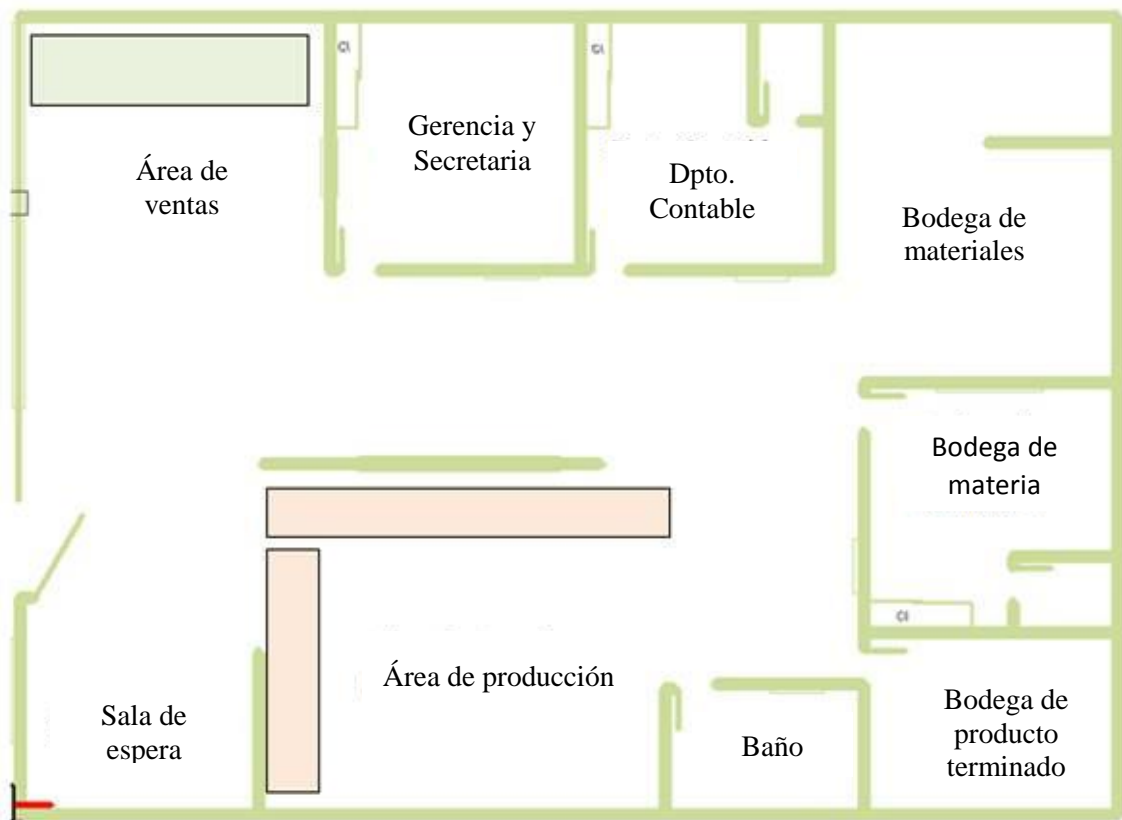 Área de
ventas
Gerencia y
Secretaria
Dpto.
Contable
Bodega de
materiales
Bodega de
materia
Área de producción
Sala de
espera
Baño
Bodega de
producto
terminado